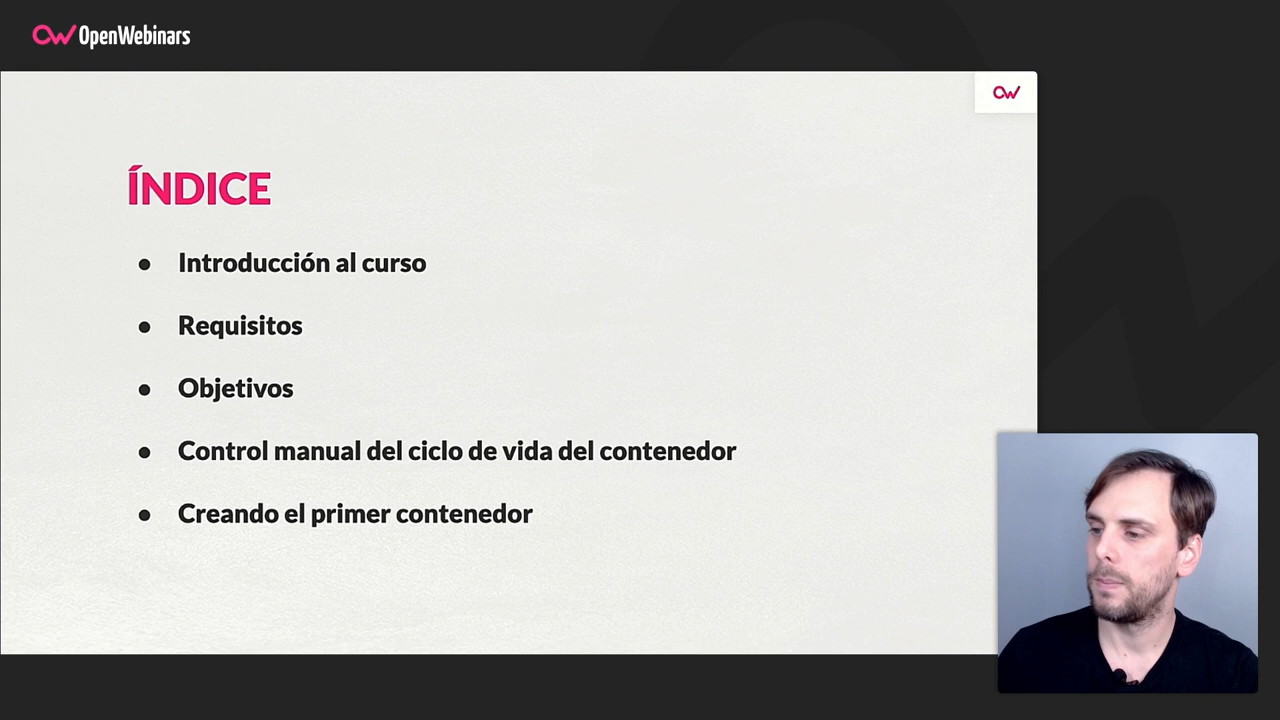 OpenWebinars
ÍNDICE
● Introducción al curso
● Requisitos
● Objetivos
● Control manual del ciclo de vida del contenedor
● Creando el primer contenedor